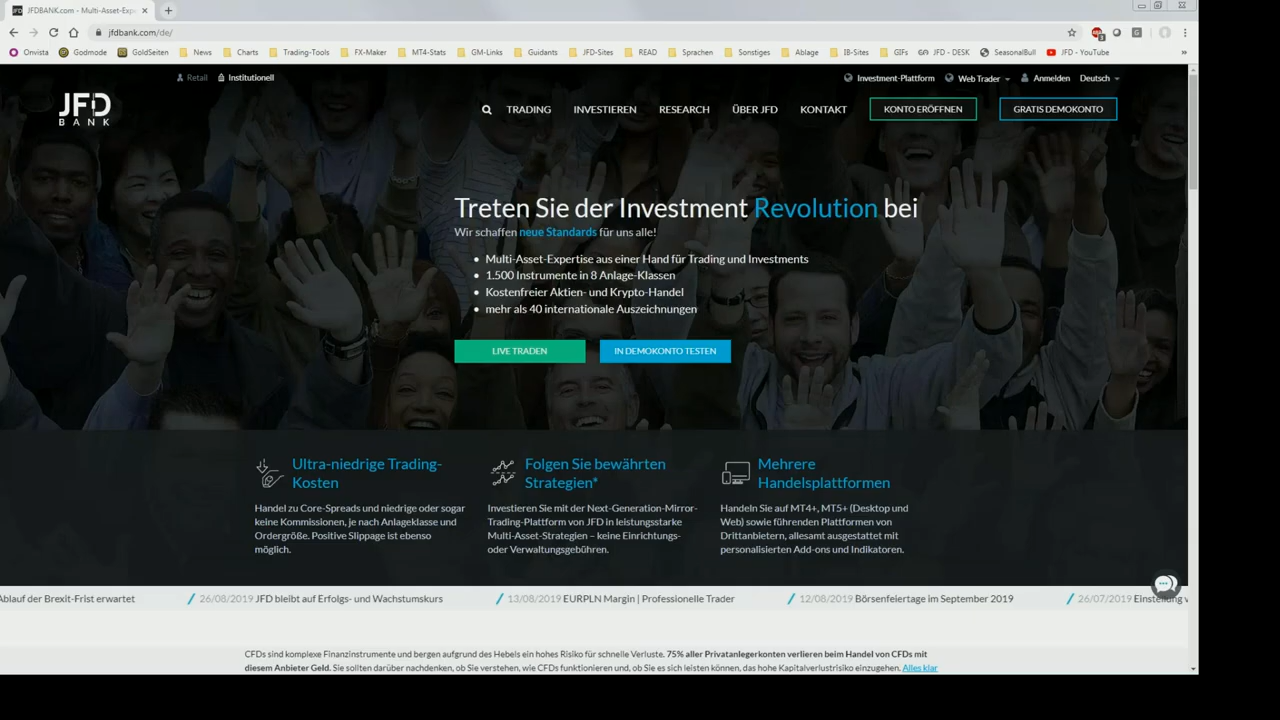 JFDBANK.com - Multi-Asset-Exp
jfdbank.com/de/
Onvista Godmode GoldSeiten News Charts Trading-Tools FX-Maker MT4-Stats GM-Links Guidants JFD-Sites READ Sprachen Sonstiges Ablage IB-Sites GIFs JFD - DESK SeasonalBull JFD - YouTube »
Retail Institutionell Investment-Plattform Web Trader Anmelden Deutsch
JFD
BANK
TRADING INVESTIEREN RESEARCH ÜBER JFD KONTAKT KONTO ERÖFFNEN GRATIS DEMOKONTO
Treten Sie der Investment Revolution bei
Wir schaffen neue Standards für uns alle!
• Multi-Asset-Expertise aus einer Hand für Trading und Investments
• 1.500 Instrumente in 8 Anlage-Klassen
• Kostenfreier Aktien- und Krypto-Handel
• mehr als 40 internationale Auszeichnungen
LIVE TRADEN IN DEMOKONTO TESTEN
Ultra-niedrige Trading-
Kosten
Handel zu Core-Spreads und niedrige oder sogar
keine Kommissionen, je nach Anlageklasse und
Ordergröße. Positive Slippage ist ebenso
möglich.
Folgen Sie bewährten
Strategien*
Investieren Sie mit der Next-Generation-Mirror-
Trading-Plattform von JFD in leistungsstarke
Multi-Asset-Strategien – keine Einrichtungs-
oder Verwaltungsgebühren.
Mehrere
Handelsplattformen
Handeln Sie auf MT4+, MT5+ (Desktop und
Web) sowie führenden Plattformen von
Drittanbietern, allesamt ausgestattet mit
personalisierten Add-ons und Indikatoren.
Ablauf der Brexit-Frist erwartet / 26/08/2019 JFD bleibt auf Erfolgs- und Wachstumskurs / 13/08/2019 EURPLN Margin | Professionelle Trader / 12/08/2019 Börsenfeiertage im September 2019 / 26/07/2019 Einstellung
CFDs sind komplexe Finanzinstrumente und bergen aufgrund des Hebels ein hohes Risiko für schnelle Verluste. 75% aller Privatanlegerkonten verlieren beim Handel von CFDs mit
diesem Anbieter Geld. Sie sollten darüber nachdenken, ob Sie verstehen, wie CFDs funktionieren und, ob Sie es sich leisten können, das hohe Kapitalverlustrisiko einzugehen. Alles klar